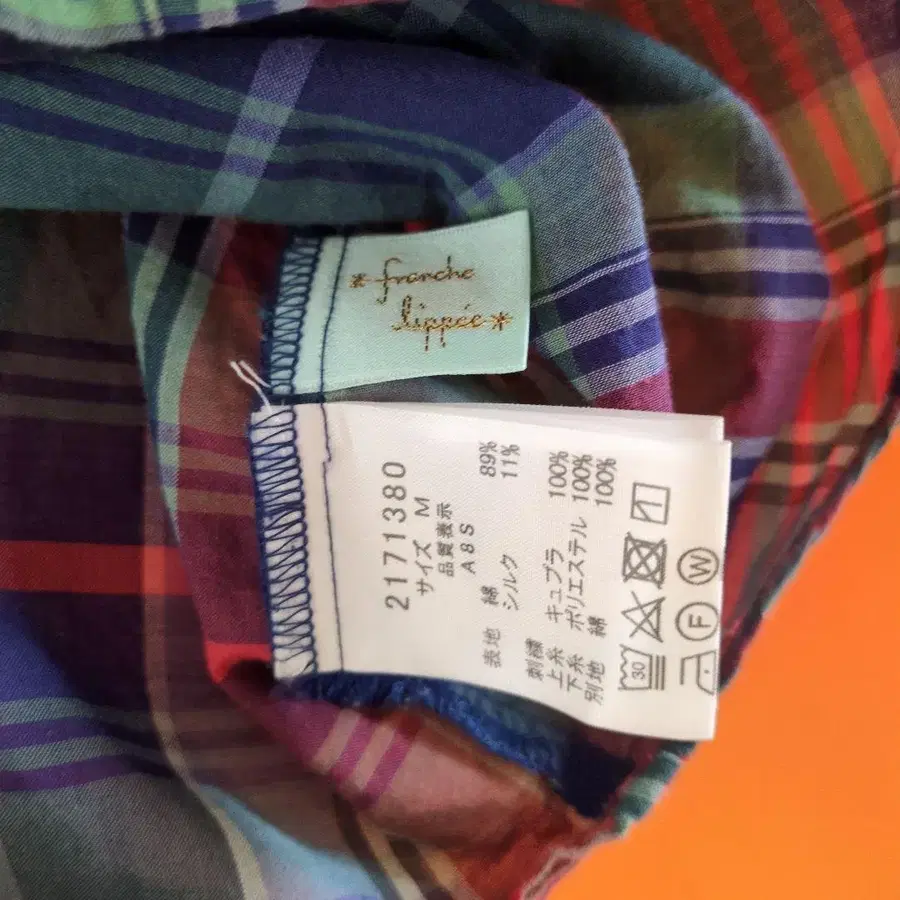 *franche
lippée*
2171380
サイズ M
品質表示
A8S
表地 綿 89%
シルク 11%
刺繍
上糸 キュプラ 100%
下糸 ポリエステル 100%
別地 綿 100%
30
F W